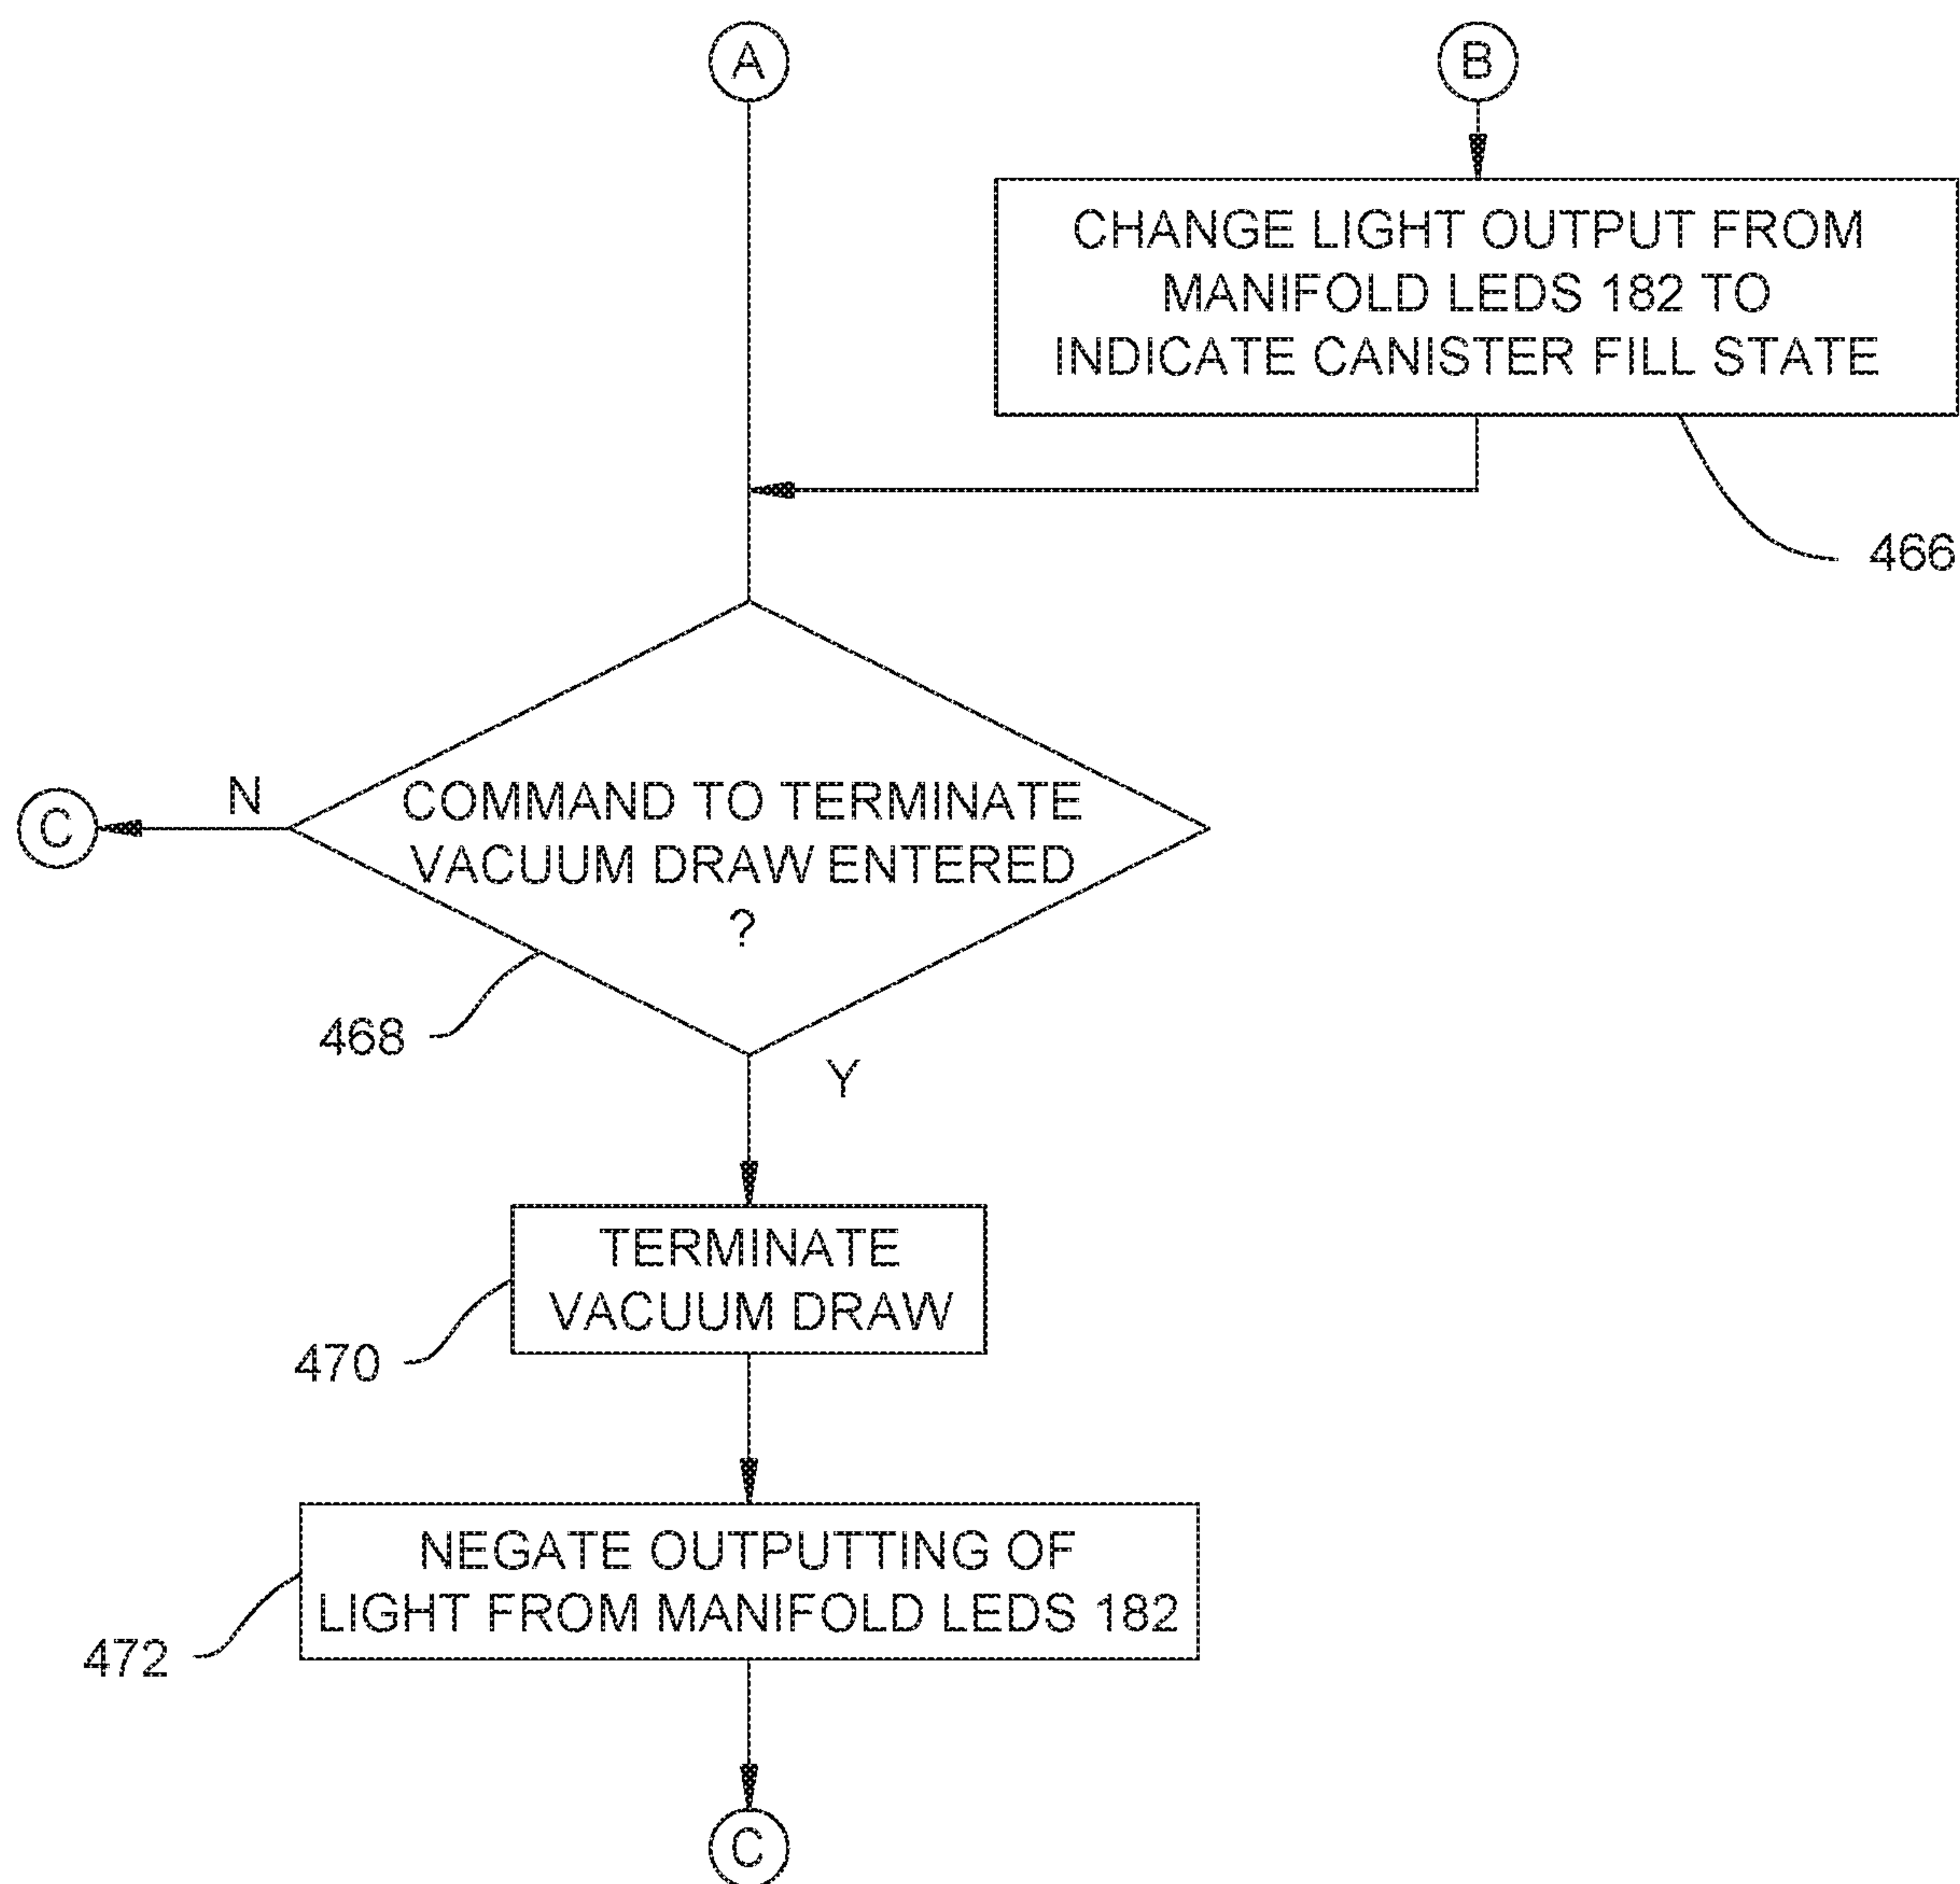 A
B
CHANGE LIGHT OUTPUT FROM
MANIFOLD LEDS 182 TO
INDICATE CANISTER FILL STATE
466
N
C
COMMAND TO TERMINATE
VACUUM DRAW ENTERED
?
468
Y
TERMINATE
VACUUM DRAW
470
NEGATE OUTPUTTING OF
LIGHT FROM MANIFOLD LEDS 182
472
C